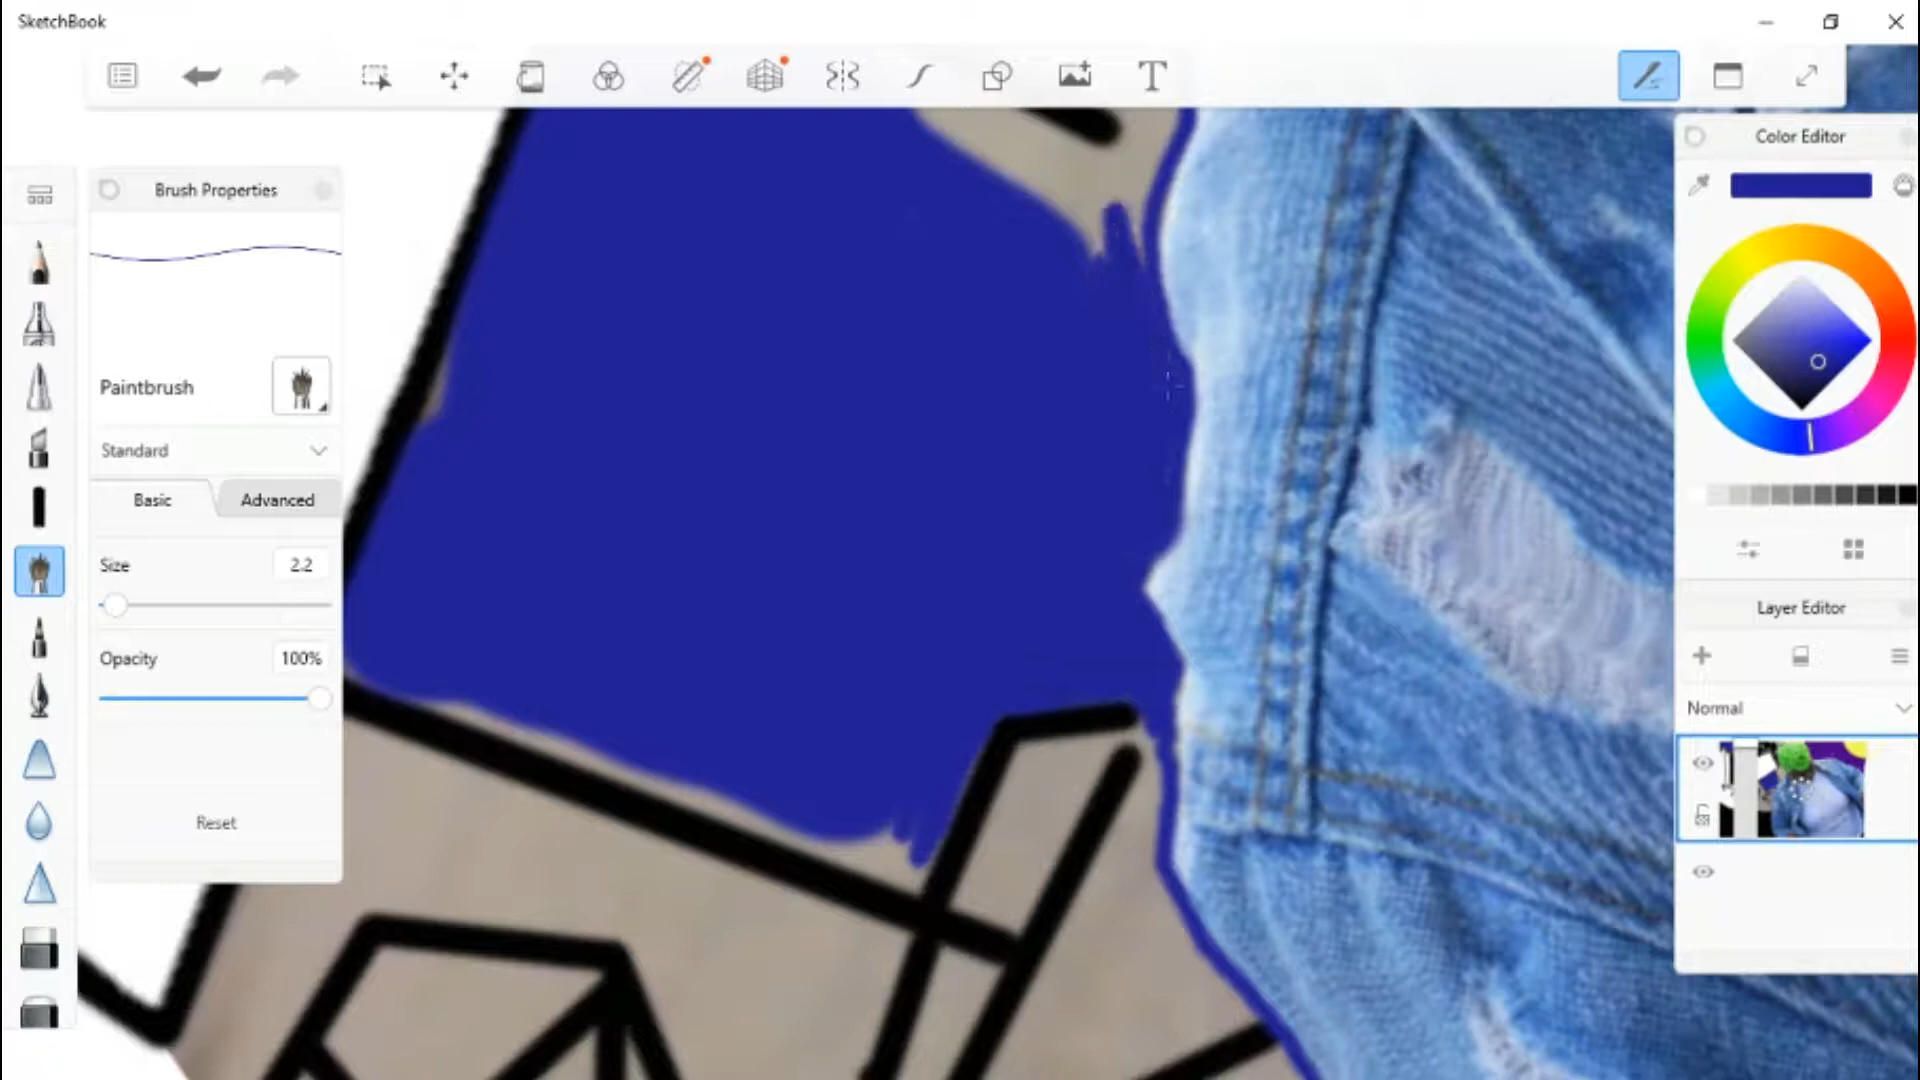 SketchBook
Brush Properties
Paintbrush
Standard
Basic
Advanced
Size
2.2
Opacity
100%
Reset
Color Editor
Layer Editor
Normal